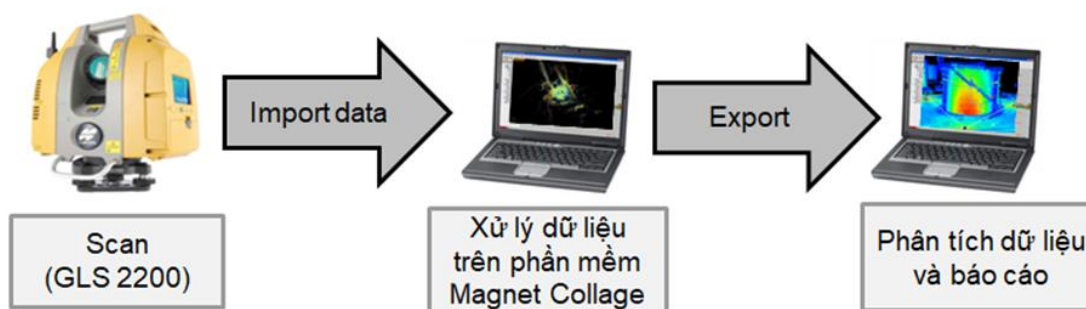 Import data
Export
Scan
(GLS 2200)
Xử lý dữ liệu
trên phần mềm
Magnet Collage
Phân tích dữ liệu
và báo cáo